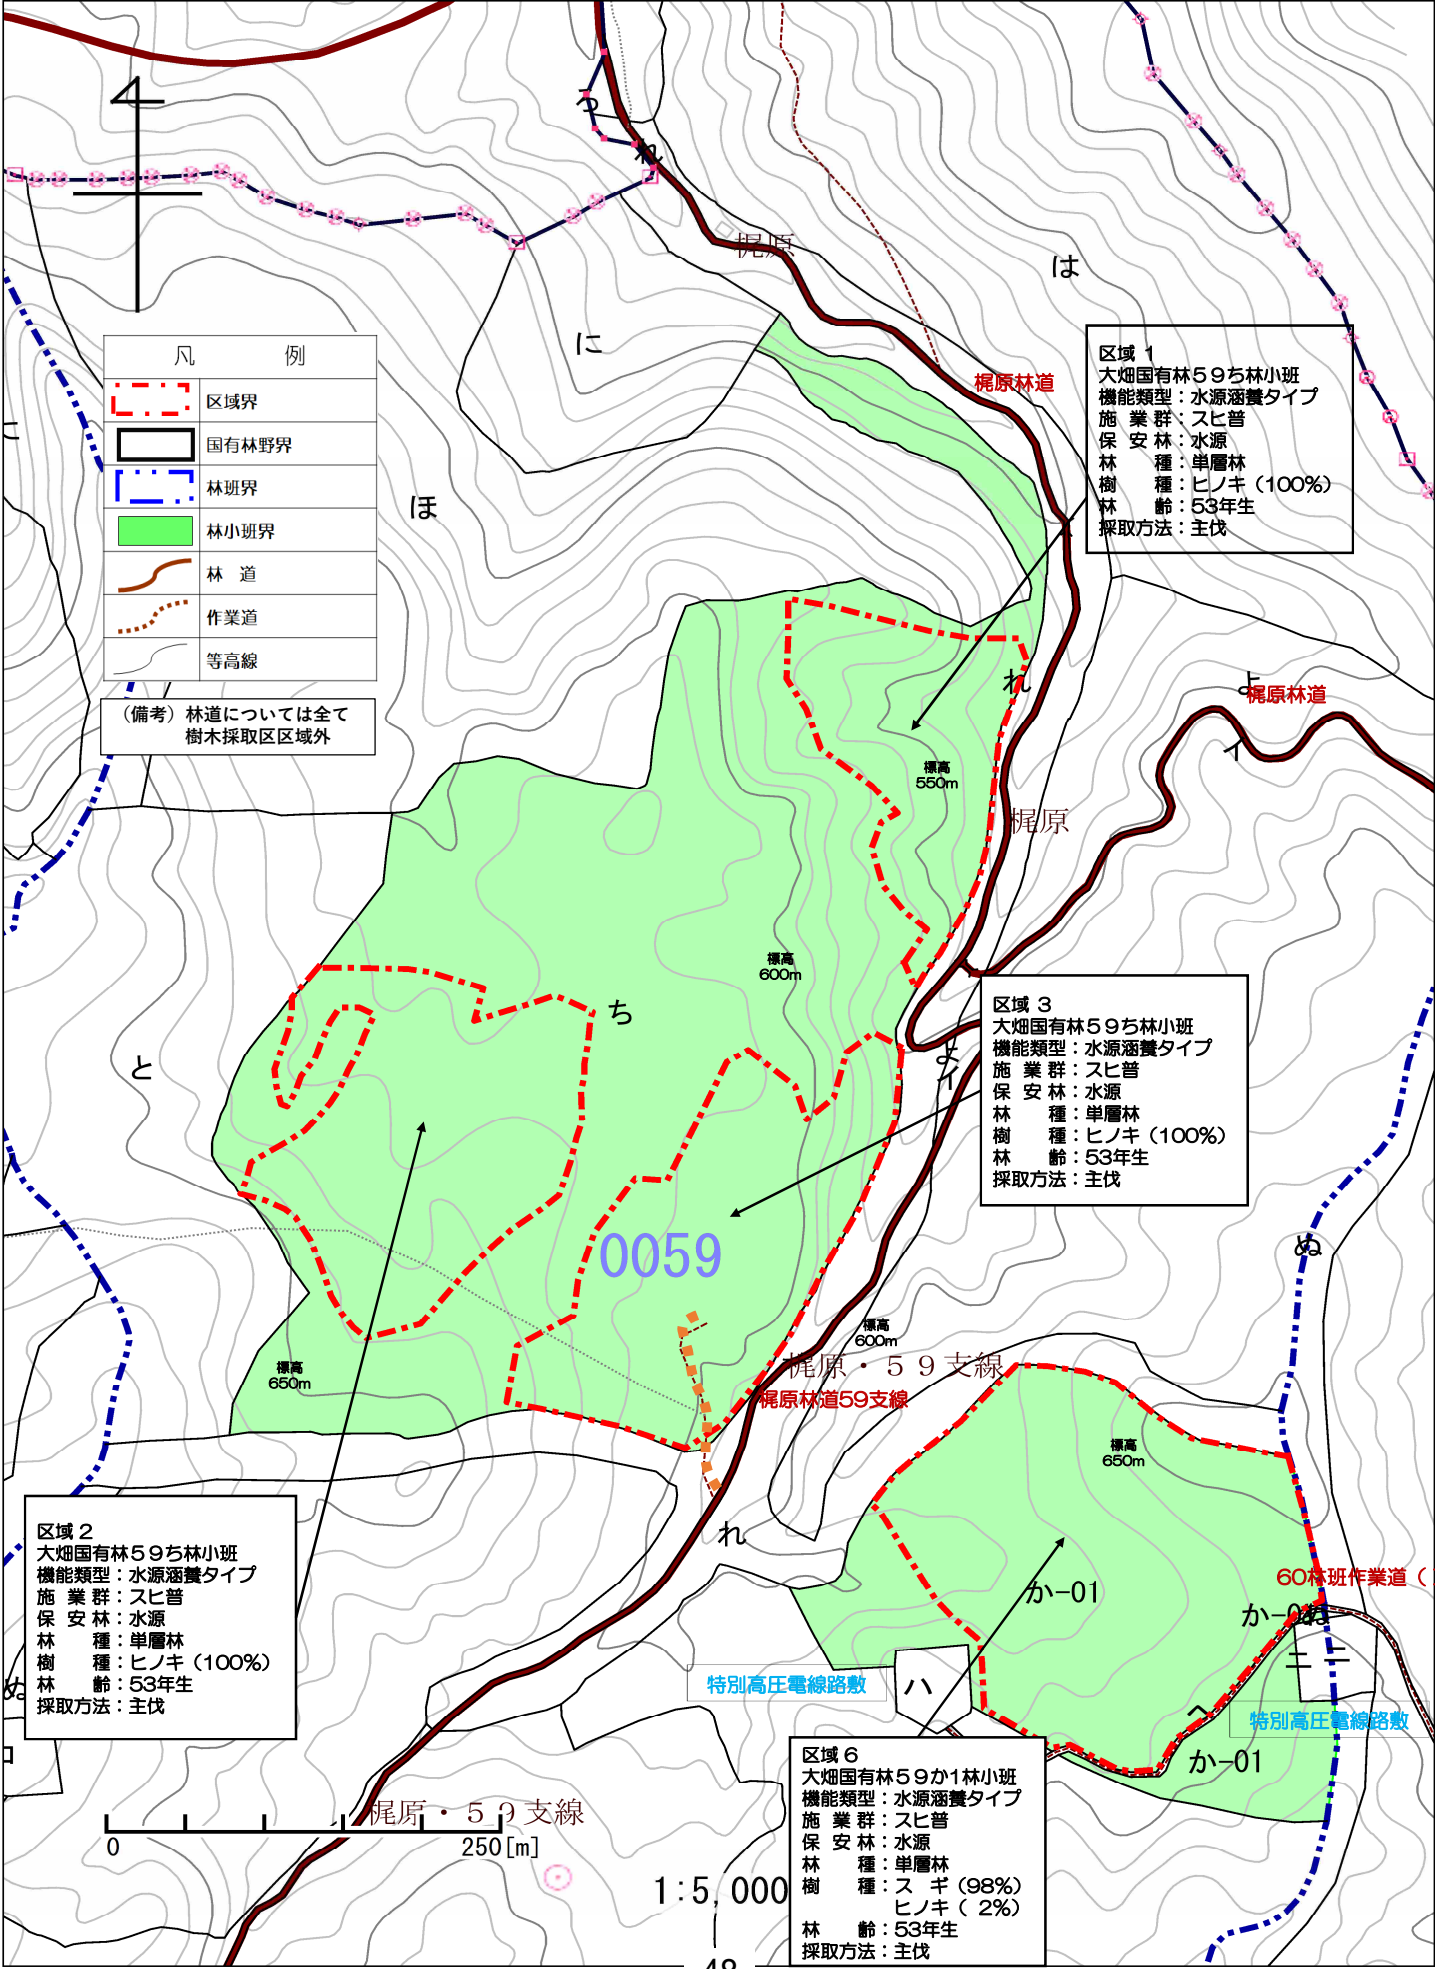 ろ
れ
梶原
は
に
凡 例
区域界
国有林野界
林班界
林小班界
林 道
作業道
等高線
(備考) 林道については全て
樹木採取区区域外
ほ
梶原林道
区域 1
大畑国有林59ち林小班
機能類型:水源涵養タイプ
施 業 群:スヒ普
保 安 林:水源
林 種:単層林
樹 種:ヒノキ(100%)
林 齢:53年生
採取方法:主伐
れ
よ
梶原林道
イ
標高
550m
梶原
標高
600m
ち
と
よ
イ
区域 3
大畑国有林59ち林小班
機能類型:水源涵養タイプ
施 業 群:スヒ普
保 安 林:水源
林 種:単層林
樹 種:ヒノキ(100%)
林 齢:53年生
採取方法:主伐
0059
ぬ
標高
600m
標高
650m
梶原・59支線
梶原林道59支線
標高
650m
れ
区域 2
大畑国有林59ち林小班
機能類型:水源涵養タイプ
施 業 群:スヒ普
保 安 林:水源
林 種:単層林
樹 種:ヒノキ(100%)
林 齢:53年生
採取方法:主伐
か-01
60林班作業道(
か-01
ぬ
ニ
ニ
ぬ
特別高圧電線路敷
ハ
ヘ
特別高圧電線路敷
ロ
か-01
区域 6
大畑国有林59か1林小班
機能類型:水源涵養タイプ
施 業 群:スヒ普
保 安 林:水源
林 種:単層林
樹 種:ス ギ(98%)
ヒノキ( 2%)
林 齢:53年生
採取方法:主伐
梶原・59支線
0 250[m]
1:5,000
48